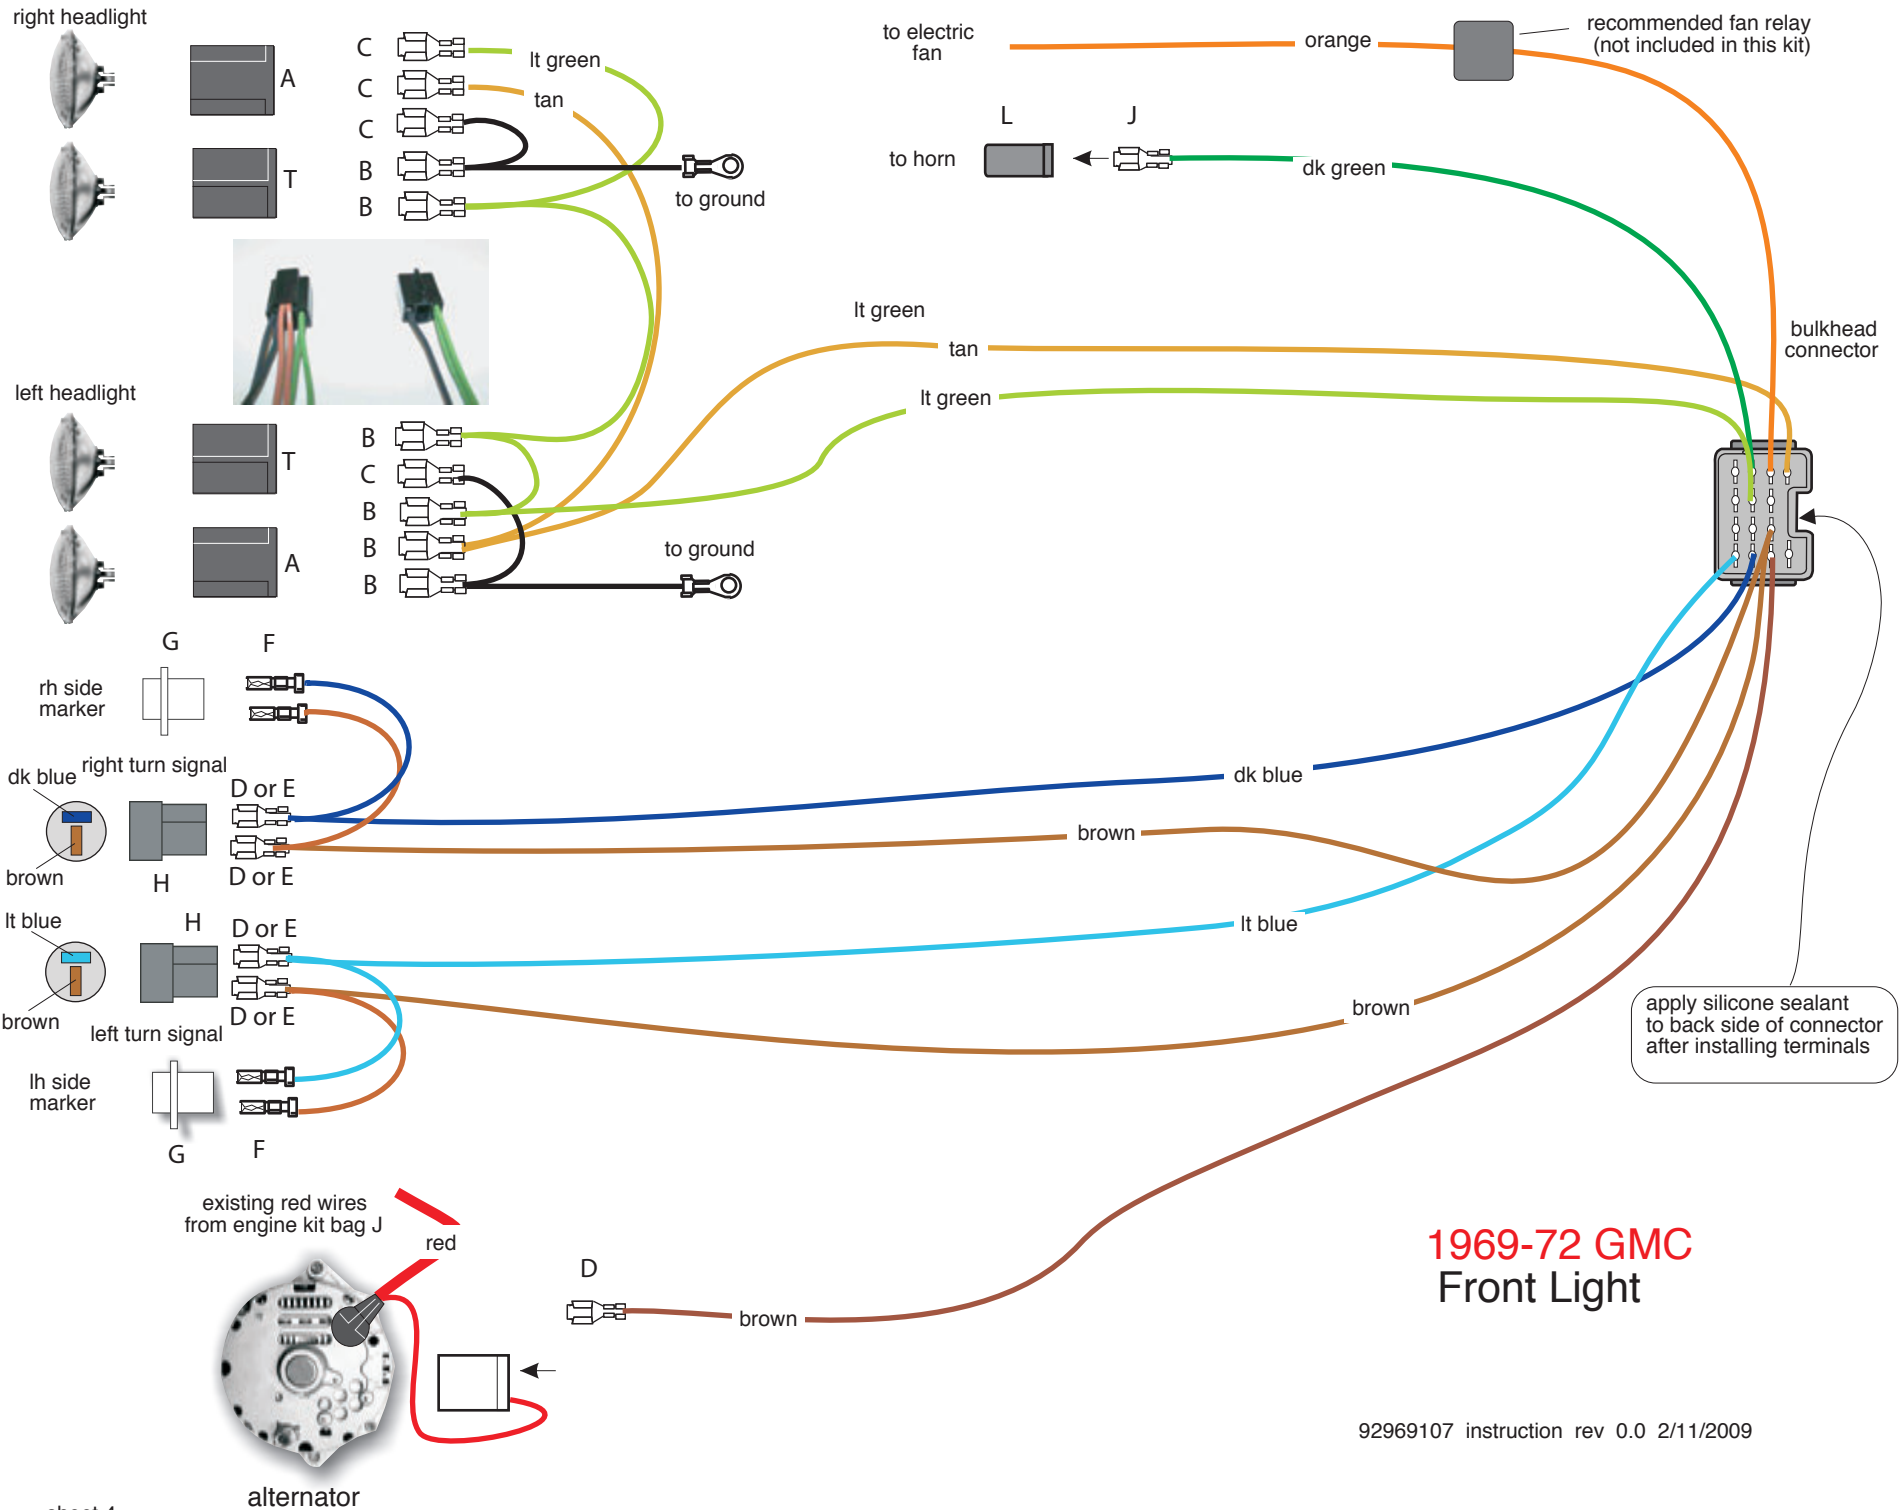 right headlight
A
T
C
C
C
B
B
lt green
tan
to ground
to electric
fan
orange
recommended fan relay
(not included in this kit)
L
J
to horn
dk green
lt green
tan
lt green
bulkhead
connector
left headlight
T
A
B
C
B
B
B
to ground
G
F
rh side
marker
right turn signal
dk blue
D or E
brown
H
D or E
dk blue
brown
lt blue
H
D or E
brown
D or E
left turn signal
lt blue
brown
lh side
marker
G
F
apply silicone sealant
to back side of connector
after installing terminals
existing red wires
from engine kit bag J
red
D
brown
alternator
1969-72 GMC
Front Light
92969107 instruction rev 0.0 2/11/2009